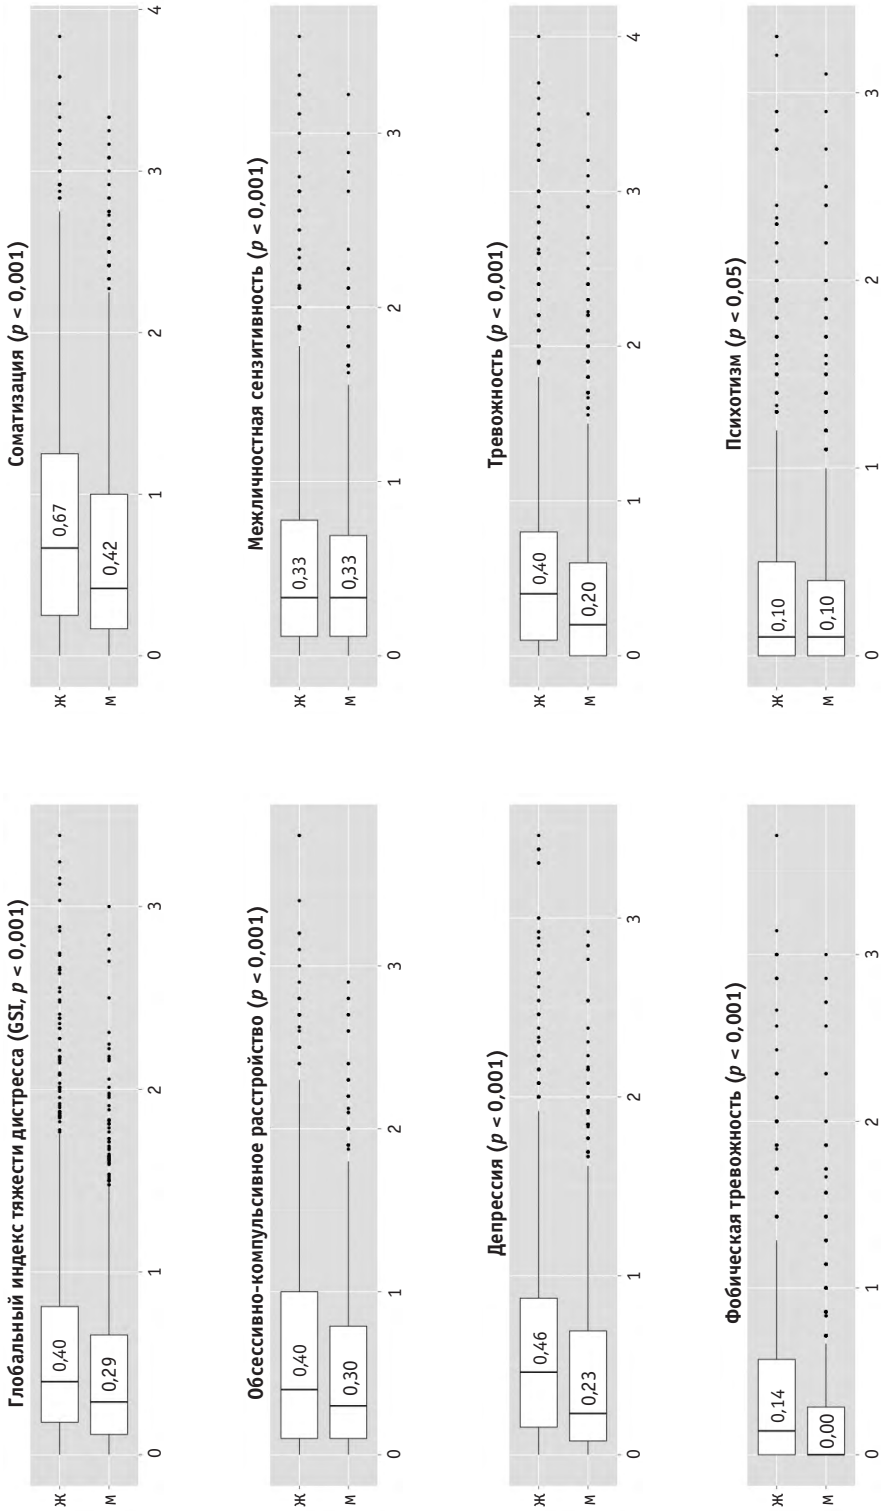 Глобальный индекс тяжести дистресса (GSI, p < 0,001)
Ж
0,40
М
0,29
0 1 2 3
Соматизация (p < 0,001)
Ж
0,67
М
0,42
0 1 2 3 4
Обсессивно-компульсивное расстройство (p < 0,001)
Ж
0,40
М
0,30
0 1 2 3
Межличностная сензитивность (p < 0,001)
Ж
0,33
М
0,33
0 1 2 3
Депрессия (p < 0,001)
Ж
0,46
М
0,23
0 1 2 3
Тревожность (p < 0,001)
Ж
0,40
М
0,20
0 1 2 3 4
Фобическая тревожность (p < 0,001)
Ж
0,14
М
0,00
0 1 2 3
Психотизм (p < 0,05)
Ж
0,10
М
0,10
0 1 2 3